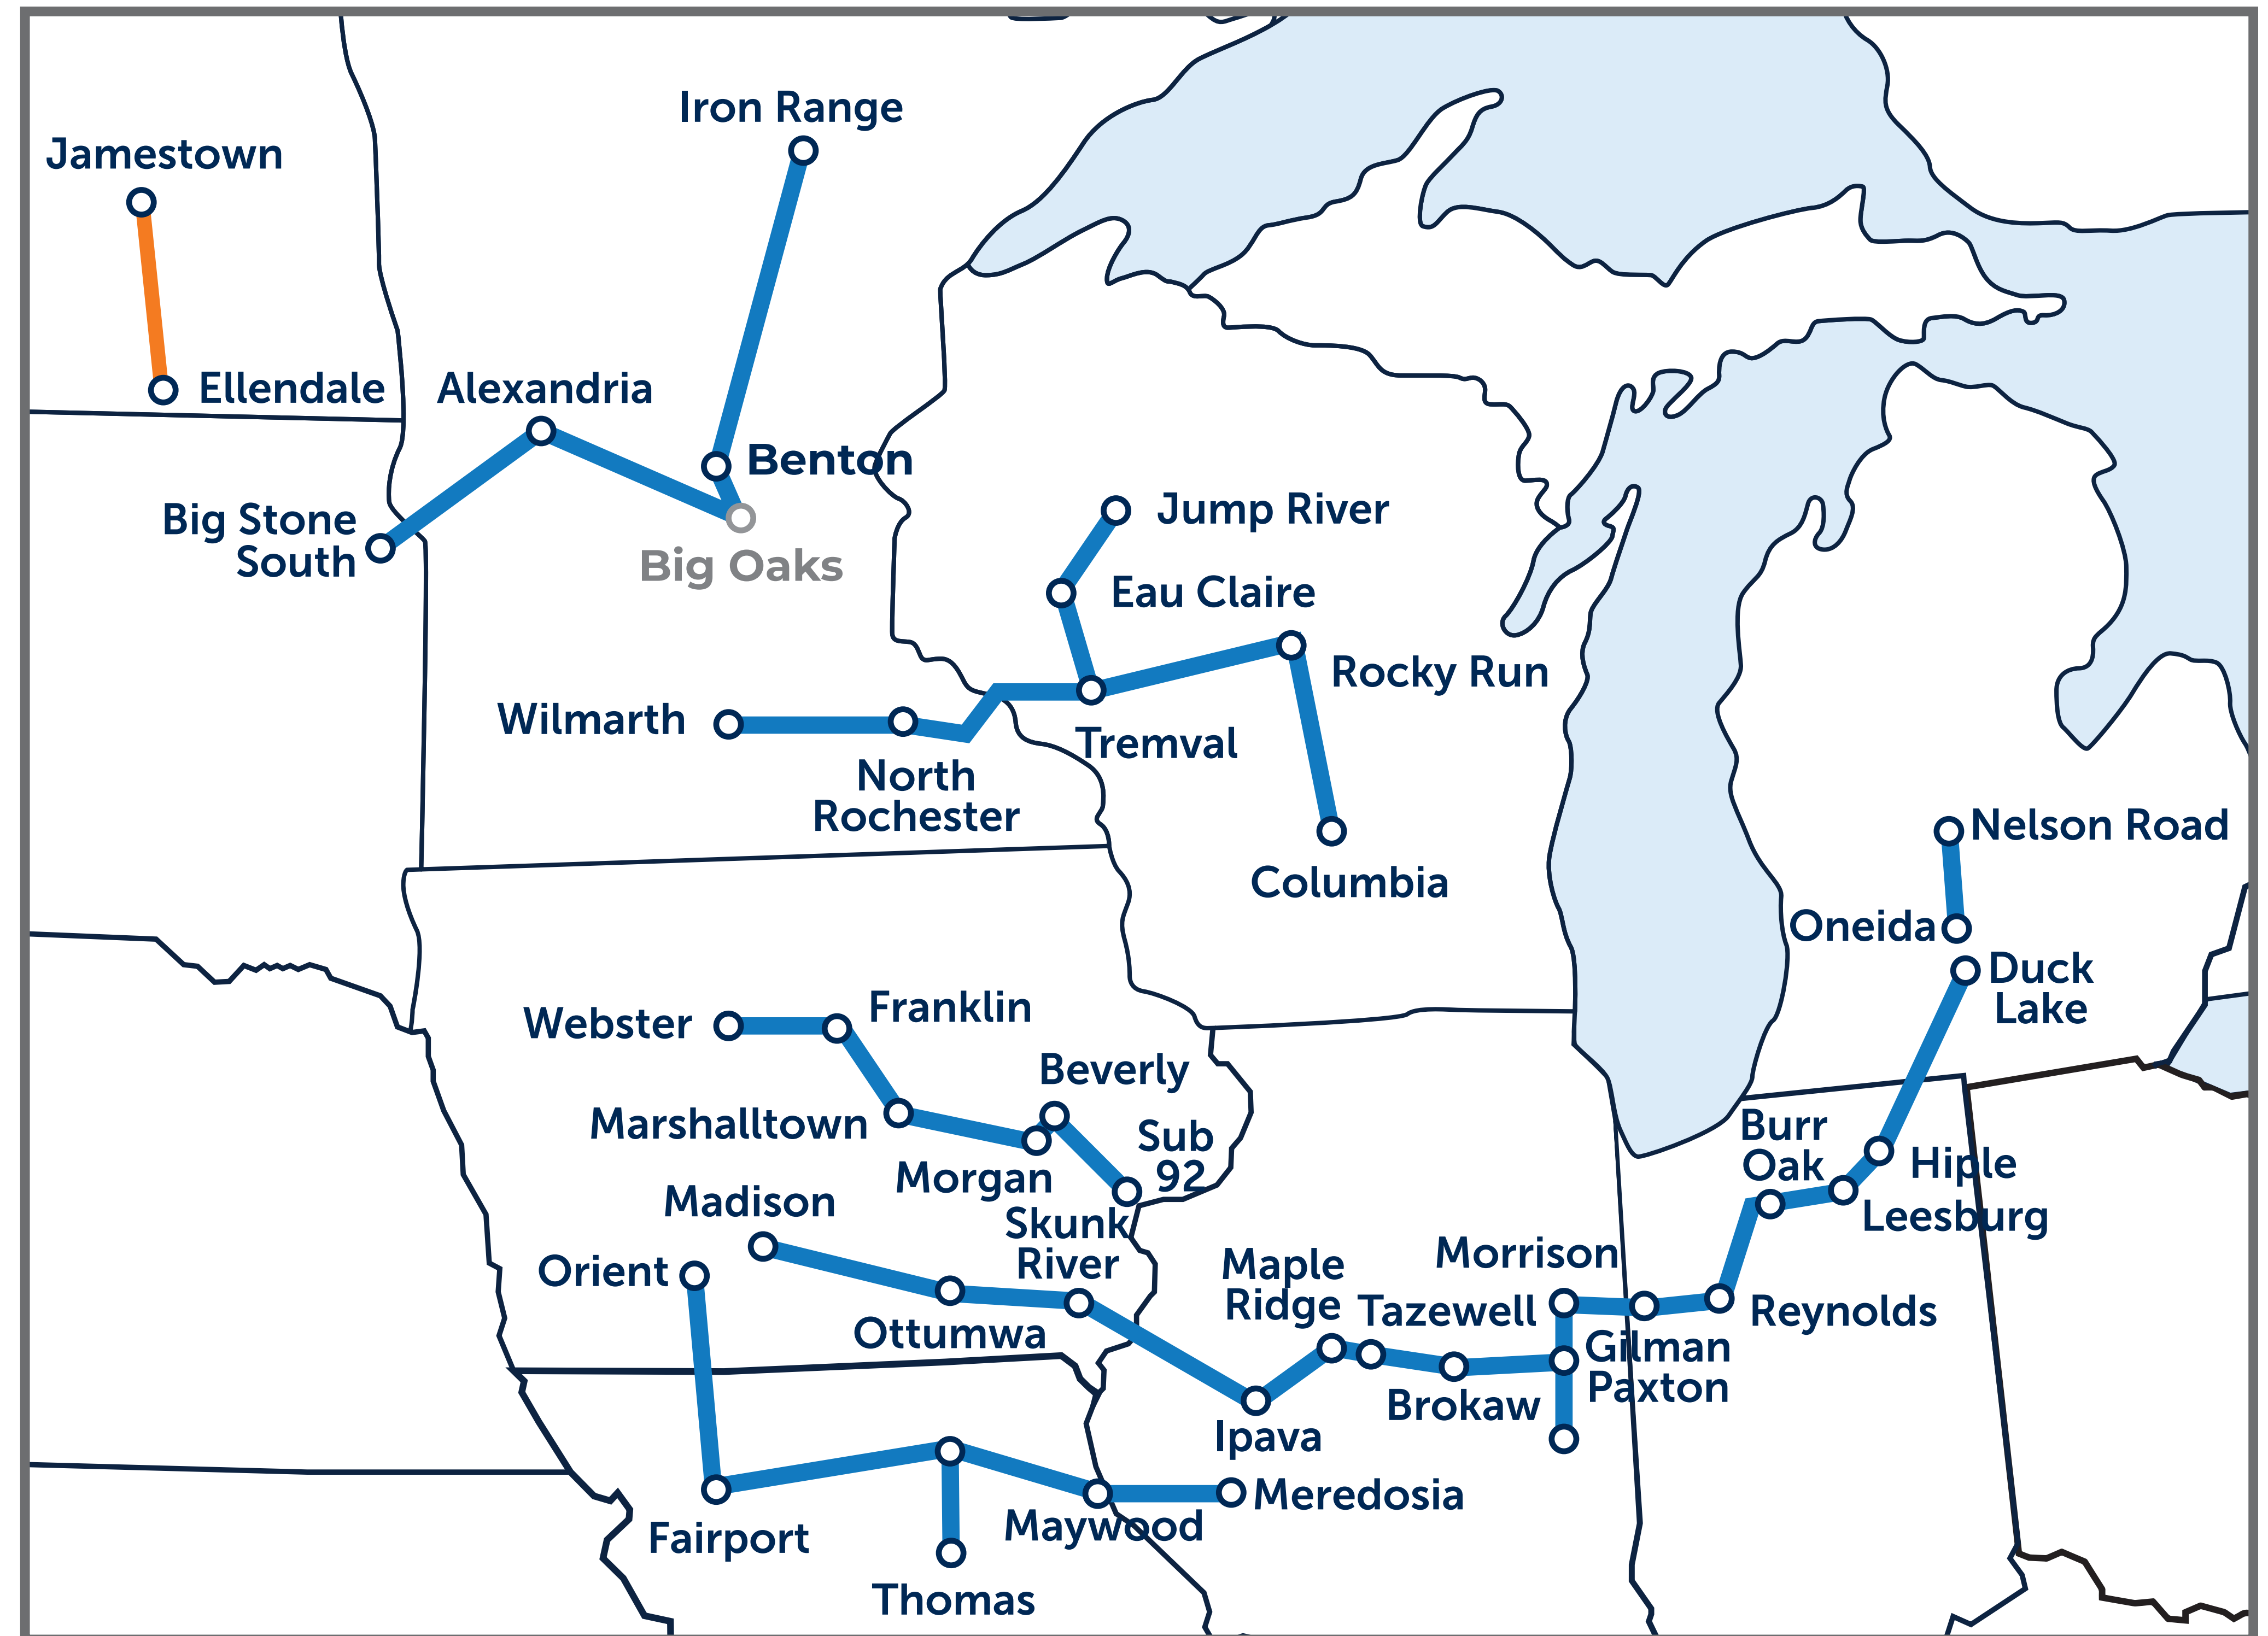 Iron Range
Jamestown
Ellendale
Alexandria
Benton
Big Stone
South
Big Oaks
Jump River
Eau Claire
Rocky Run
Wilmarth
Tremval
North
Rochester
Columbia
Nelson Road
Oneida
Duck
Lake
Webster
Franklin
Beverly
Marshalltown
Sub
92
Morgan
Burr
Oak
Hiple
Leesburg
Madison
Skunk
River
Orient
Maple
Ridge
Morrison
Tazewell
Reynolds
Ottumwa
Gilman
Paxton
Brokaw
Ipava
Meredosia
Maywood
Fairport
Thomas